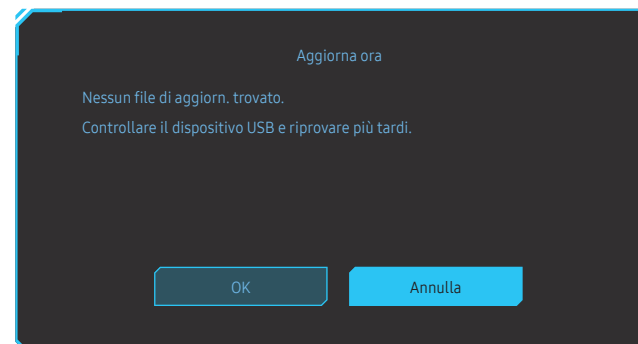 Aggiorna ora
Nessun file di aggiorn. trovato.
Controllare il dispositivo USB e riprovare più tardi.
OK
Annulla